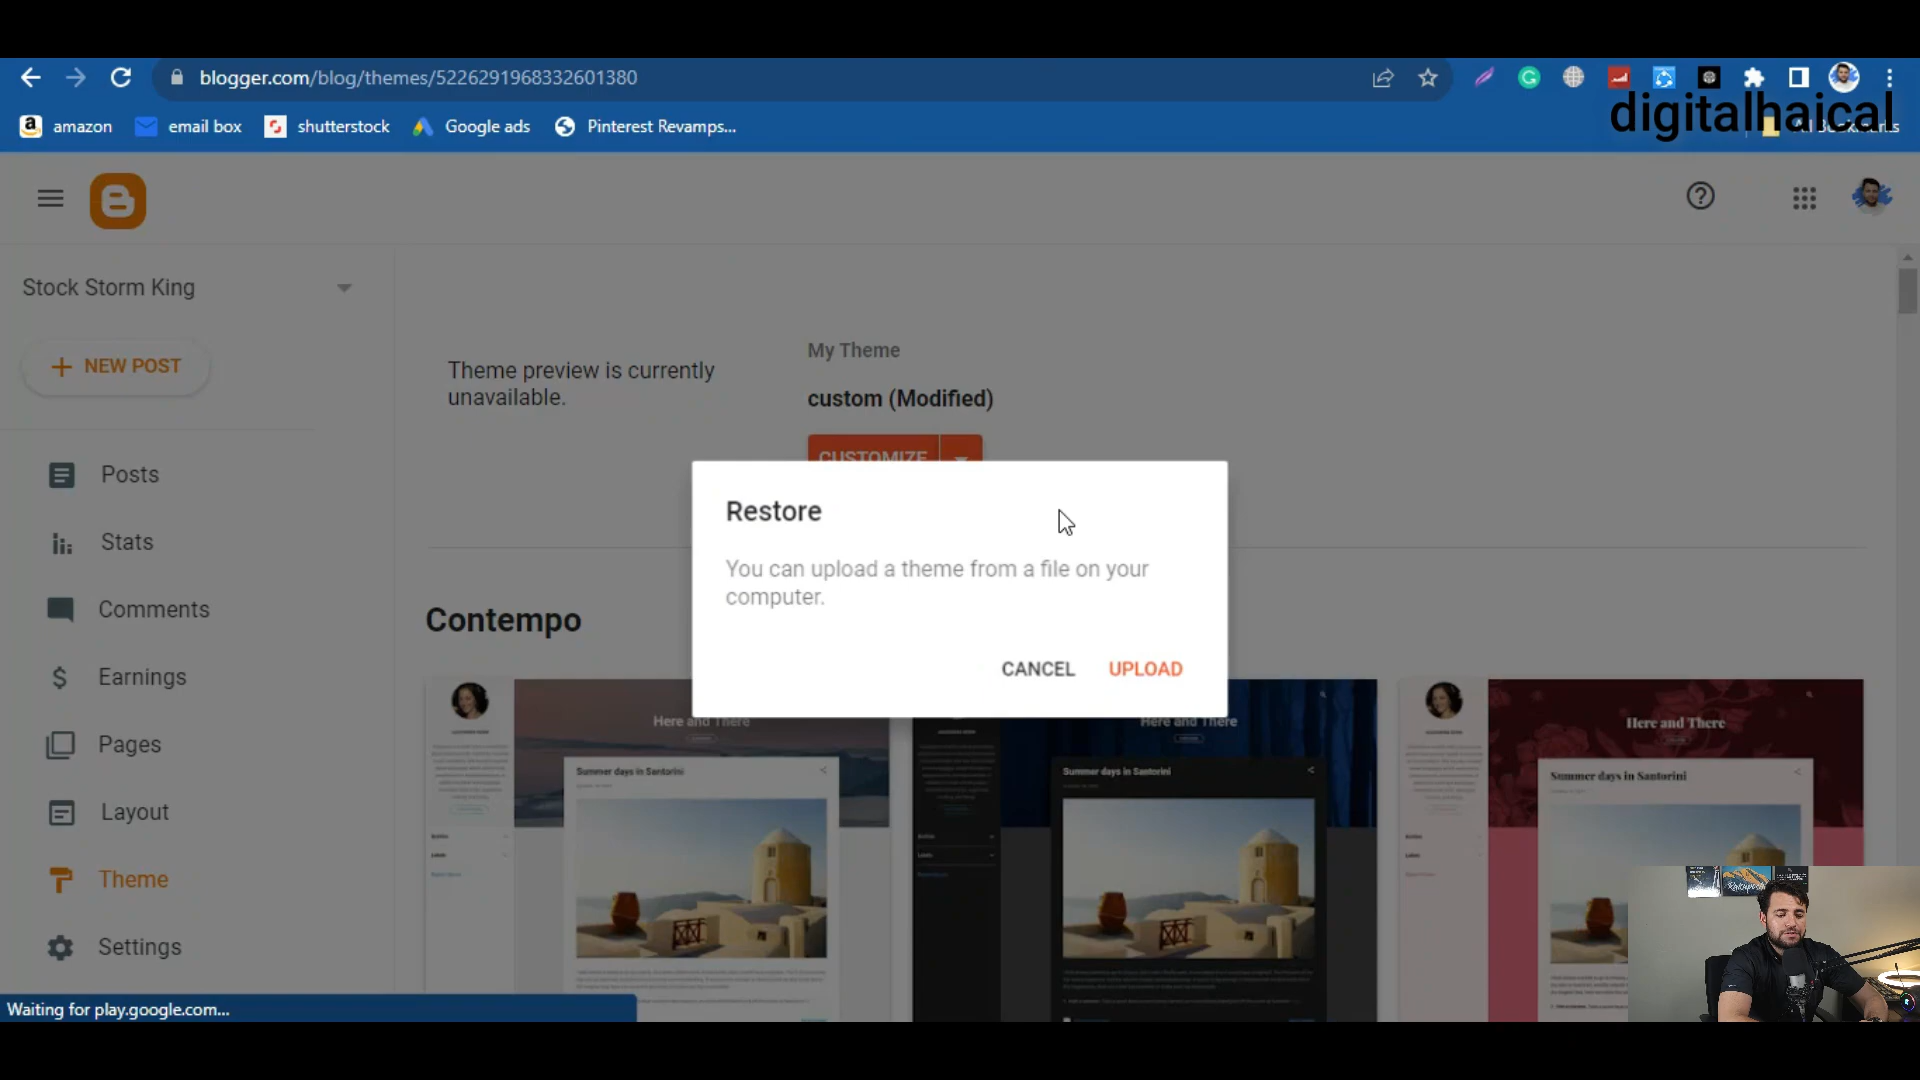 blogger.com/blog/themes/5226291968332601380
digitalhaical
amazon
email box
shutterstock
Google ads
Pinterest Revamps...
All Bookmarks
Stock Storm King
NEW POST
Posts
Stats
Comments
Earnings
Pages
Layout
Theme
Settings
Theme preview is currently
unavailable.
My Theme
custom (Modified)
CUSTOMIZE
Restore
You can upload a theme from a file on your
computer.
CANCEL
UPLOAD
Contempo
Here and There
Summer days in Santorini
Here and There
Summer days in Santorini
Here and There
Summer days in Santorini
Waiting for play.google.com...